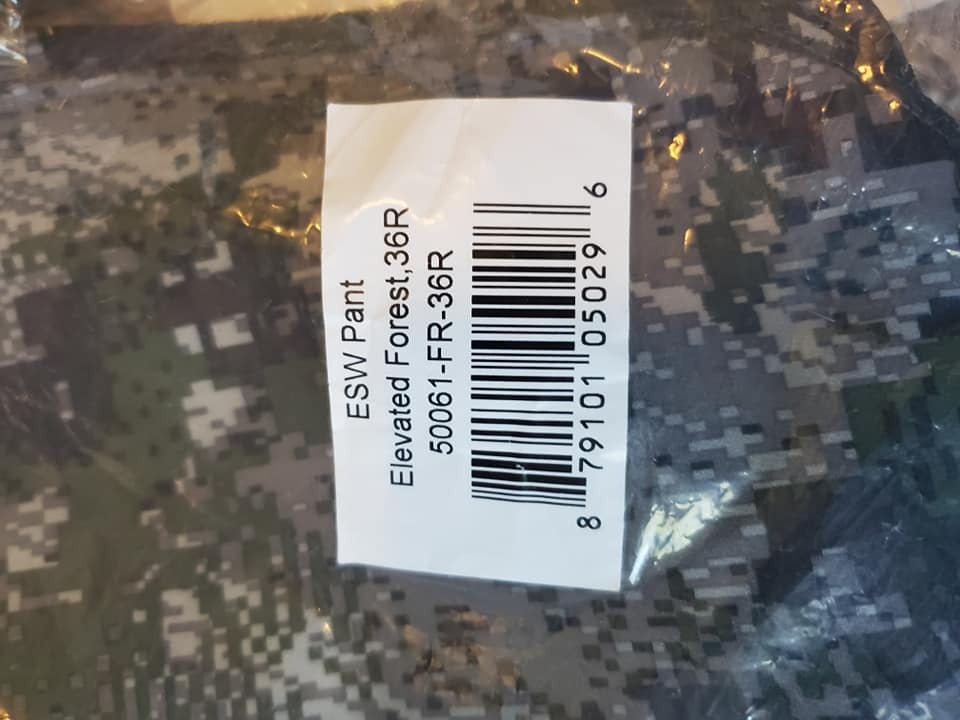 ESW Pant
Elevated Forest,36R
50061-FR-36R
8 79101 05029 6